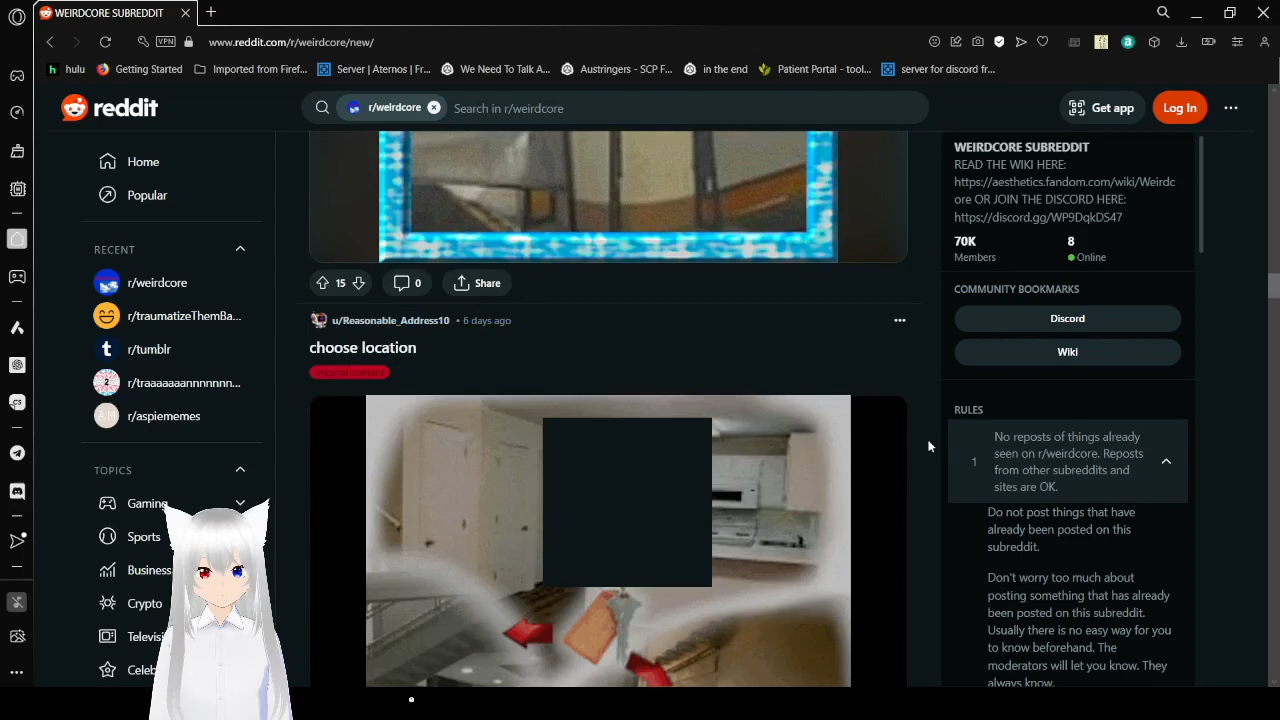 WEIRDCORE SUBREDDIT
www.reddit.com/r/weirdcore/new/
VPN
hulu
Getting Started
Imported from Firef...
Server | Aternos | Fr...
We Need To Talk A...
Austringers - SCP F...
in the end
Patient Portal - tool...
server for discord fr...
reddit
r/weirdcore
Search in r/weirdcore
Get app
Log In
Home
Popular
RECENT
r/weirdcore
r/traumatizeThemBa...
r/tumblr
r/traaaaaaannnnnnn...
r/aspiememes
TOPICS
Gaming
Sports
Business
Crypto
Televisi
Celeb
15
0
Share
u/Reasonable_Address10 • 6 days ago
choose location
original content
WEIRDCORE SUBREDDIT
READ THE WIKI HERE:
https://aesthetics.fandom.com/wiki/Weirdc
ore OR JOIN THE DISCORD HERE:
https://discord.gg/WP9DqkDS47
70K
Members
8
Online
COMMUNITY BOOKMARKS
Discord
Wiki
RULES
1
No reposts of things already
seen on r/weirdcore. Reposts
from other subreddits and
sites are OK.
Do not post things that have
already been posted on this
subreddit.
Don't worry too much about
posting something that has already
been posted on this subreddit.
Usually there is no easy way for you
to know beforehand. The
moderators will let you know. They
always know.